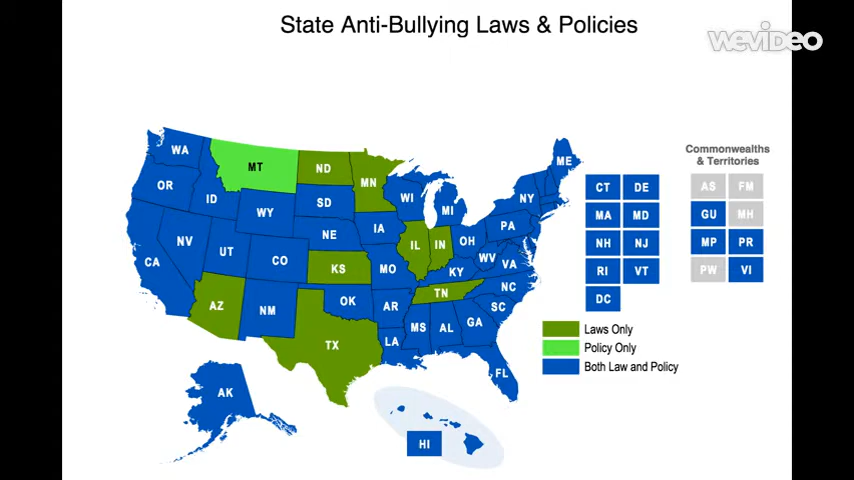 State Anti-Bullying Laws & Policies
WEVIDEO
Commonwealths
& Territories
WA
MT
ND
MN
ME
OR
ID
SD
WI
MI
NY
CT
DE
AS
FM
WY
IA
PA
MA
MD
GU
MH
NV
UT
NE
IL
IN
OH
NH
NJ
MP
PR
CA
CO
KS
MO
KY
WV
VA
RI
VT
PW
VI
AZ
NM
OK
AR
TN
NC
DC
TX
LA
MS
AL
GA
SC
Laws Only
Policy Only
Both Law and Policy
FL
AK
HI